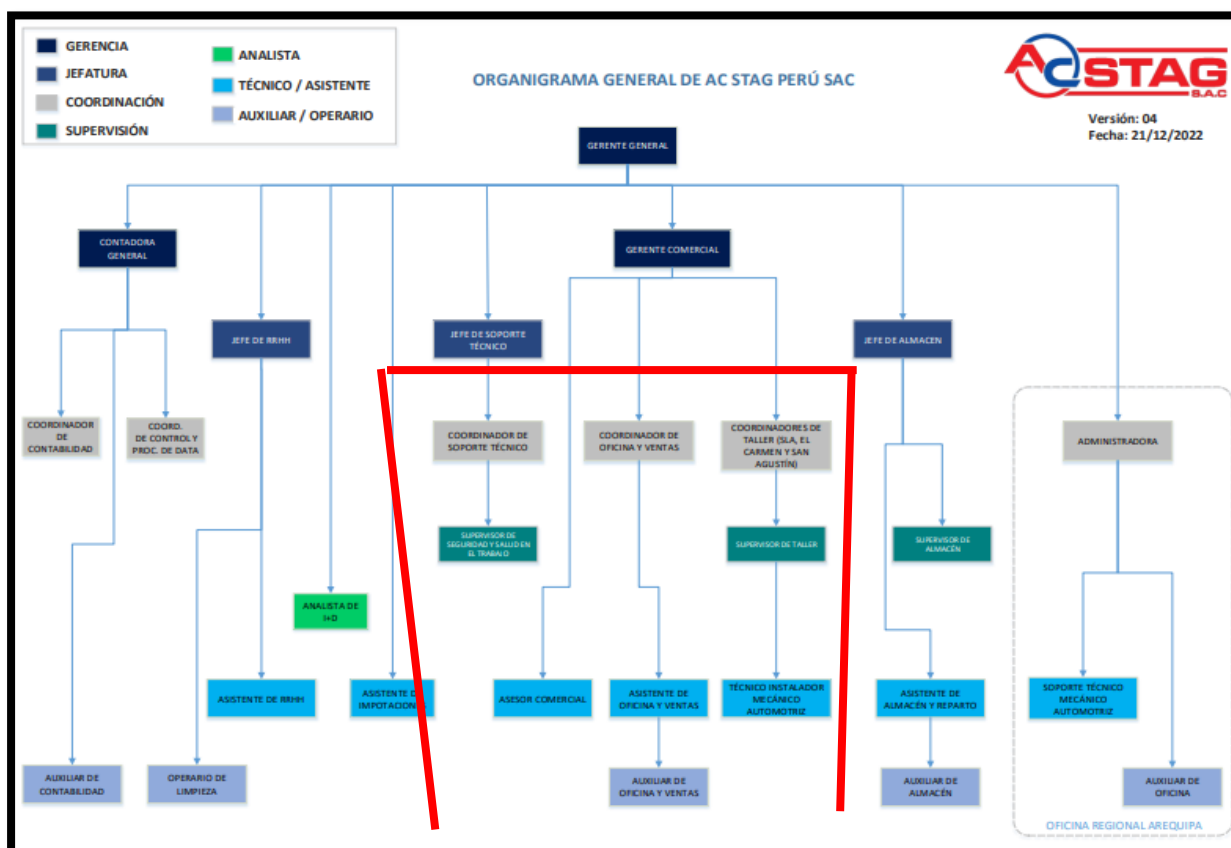 GERENCIA
JEFATURA
COORDINACIÓN
SUPERVISIÓN
ANALISTA
TÉCNICO / ASISTENTE
AUXILIAR / OPERARIO
ORGANIGRAMA GENERAL DE AC STAG PERÚ SAC
AC STAG
S.A.C
Versión: 04
Fecha: 21/12/2022
GERENTE GENERAL
CONTADORA
GENERAL
GERENTE COMERCIAL
JEFE DE RRHH
JEFE DE SOPORTE
TÉCNICO
JEFE DE ALMACEN
COORDINADOR
DE
CONTABILIDAD
COORD.
DE CONTROL Y
PROC. DE DATA
COORDINADOR DE
SOPORTE TÉCNICO
COORDINADOR DE
OFICINA Y VENTAS
COORDINADORES DE
TALLER (SLA, EL
CARMEN Y SAN
AGUSTÍN)
ADMINISTRADORA
SUPERVISOR DE
SEGURIDAD Y SALUD EN
EL TRABAJO
SUPERVISOR DE TALLER
SUPERVISOR DE
ALMACÉN
ANALISTA DE
I+D
ASISTENTE DE RRHH
ASISTENTE DE
IMPOTACIONES
ASESOR COMERCIAL
ASISTENTE DE
OFICINA Y VENTAS
TÉCNICO INSTALADOR
MECÁNICO
AUTOMOTRIZ
ASISTENTE DE
ALMACÉN Y REPARTO
SOPORTE TÉCNICO
MECÁNICO
AUTOMOTRIZ
AUXILIAR DE
CONTABILIDAD
OPERARIO DE
LIMPIEZA
AUXILIAR DE
OFICINA Y VENTAS
AUXILIAR DE
ALMACÉN
AUXILIAR DE
OFICINA
OFICINA REGIONAL AREQUIPA